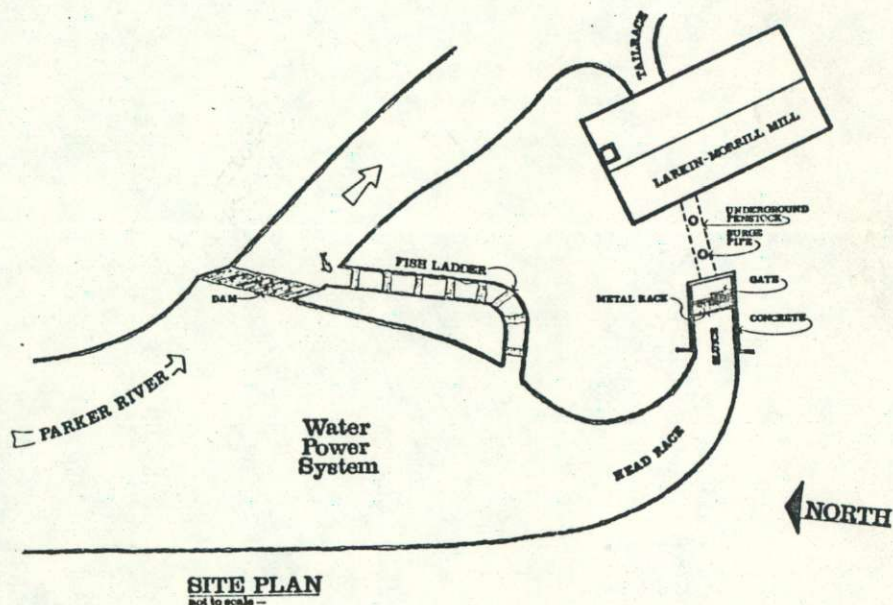 TAILRACE
LARKIN-MORRILL MILL
UNDERGROUND
PENSTOCK
SURGE
PIPE
FISH LADDER
GATE
METAL RACK
DAM
CONCRETE
PARKER RIVER
Water
Power
System
HEAD RACE
NORTH
SITE PLAN
not to scale —